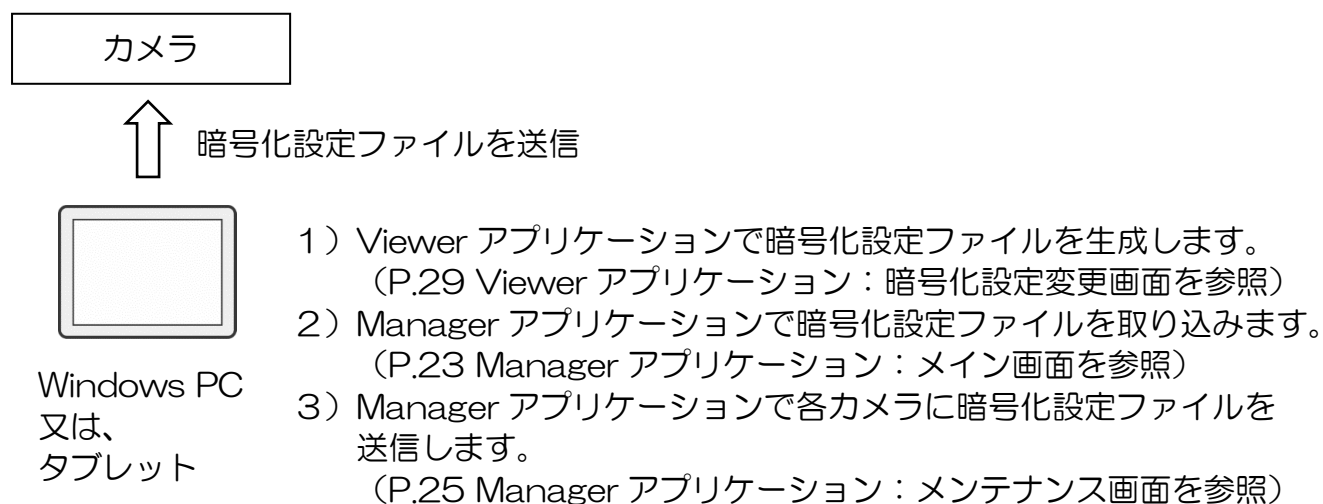 カメラ
暗号化設定ファイルを送信
1)Viewer アプリケーションで暗号化設定ファイルを生成します。
(P.29 Viewer アプリケーション:暗号化設定変更画面を参照)
2)Manager アプリケーションで暗号化設定ファイルを取り込みます。
(P.23 Manager アプリケーション:メイン画面を参照)
3)Manager アプリケーションで各カメラに暗号化設定ファイルを
送信します。
(P.25 Manager アプリケーション:メンテナンス画面を参照)
Windows PC
又は、
タブレット